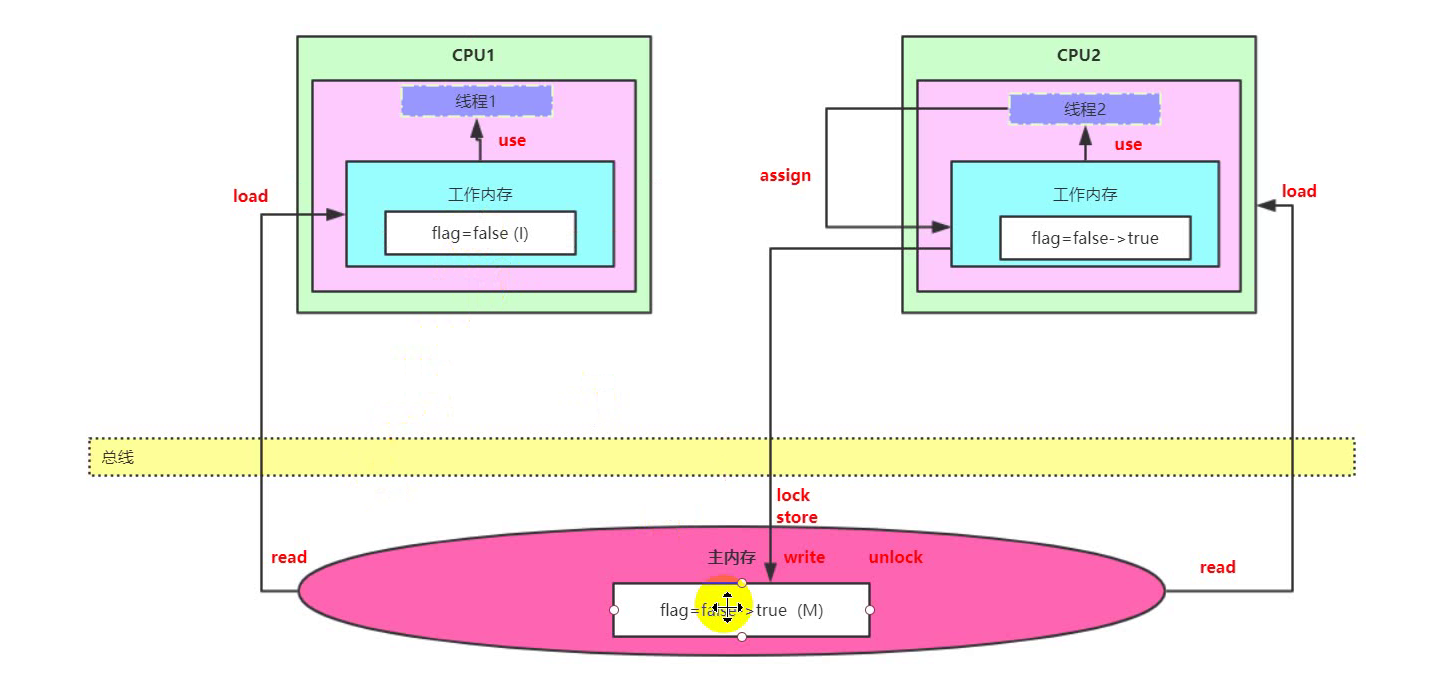 CPU1
线程1
use
load
工作内存
flag=false (I)
CPU2
线程2
use
assign
load
工作内存
flag=false->true
总线
lock
store
read
主内存
write
unlock
read
flag=false->true (M)